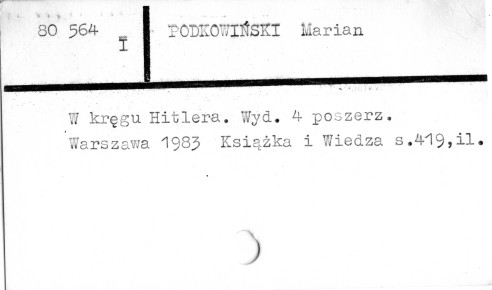 80 564 I PODKOWIŃSKI Marian
W kręgu Hitlera. Wyd. 4 poszerz.
Warszawa 1983 Książka i Wiedza s.419,il.